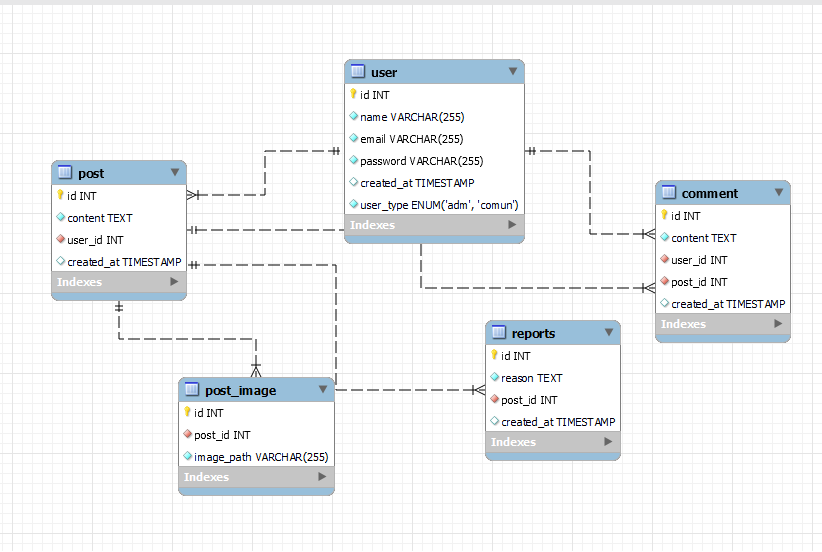 user
id INT
name VARCHAR(255)
email VARCHAR(255)
password VARCHAR(255)
created_at TIMESTAMP
user_type ENUM('adm', 'comun')
Indexes
post
id INT
content TEXT
user_id INT
created_at TIMESTAMP
Indexes
comment
id INT
content TEXT
user_id INT
post_id INT
created_at TIMESTAMP
Indexes
reports
id INT
reason TEXT
post_id INT
created_at TIMESTAMP
Indexes
post_image
id INT
post_id INT
image_path VARCHAR(255)
Indexes